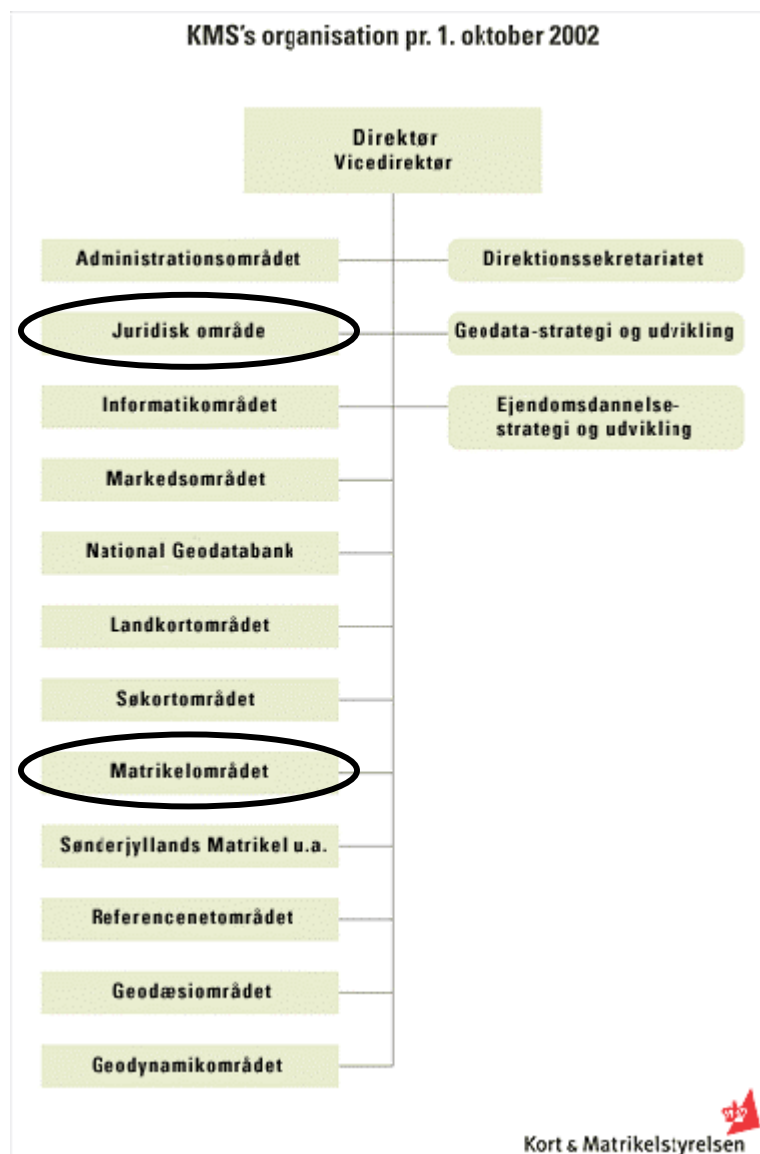 KMS's organisation pr. 1. oktober 2002
Direktør
Vicedirektør
Administrationsområdet
Direktionssekretariatet
Juridisk område
Geodata-strategi og udvikling
Informatikområdet
Ejendomsdannelse-
strategi og udvikling
Markedsområdet
National Geodatabank
Landkortområdet
Søkortområdet
Matrikelområdet
Sønderjyllands Matrikel u.a.
Referencenetområdet
Geodæsiområdet
Geodynamikområdet
Kort & Matrikelstyrelsen